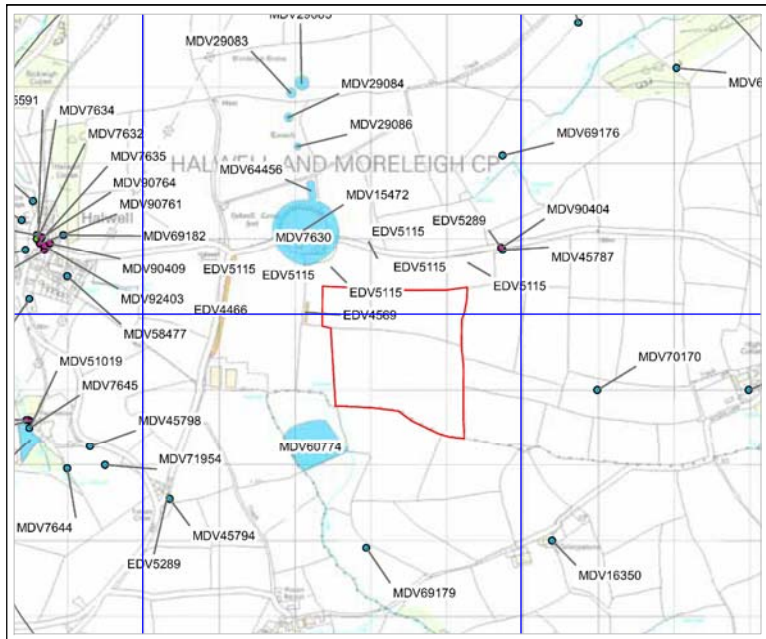 MDV29083
MDV29084
MDV29086
5591
MDV7634
MDV7632
MDV7635
MDV90764
MDV90761
HALWELL AND MORELEIGH CP
MDV69176
MDV6
MDV64456
MDV15472
Halwell
MDV7630
EDV5289
MDV90404
MDV69182
EDV5115
EDV5115
EDV5115
EDV5115
MDV45787
MDV90409
EDV5115
EDV5115
MDV92403
EDV4466
EDV4569
MDV58477
MDV51019
MDV7645
MDV70170
MDV45798
MDV60774
MDV71954
MDV7644
MDV45794
EDV5289
MDV69179
MDV16350